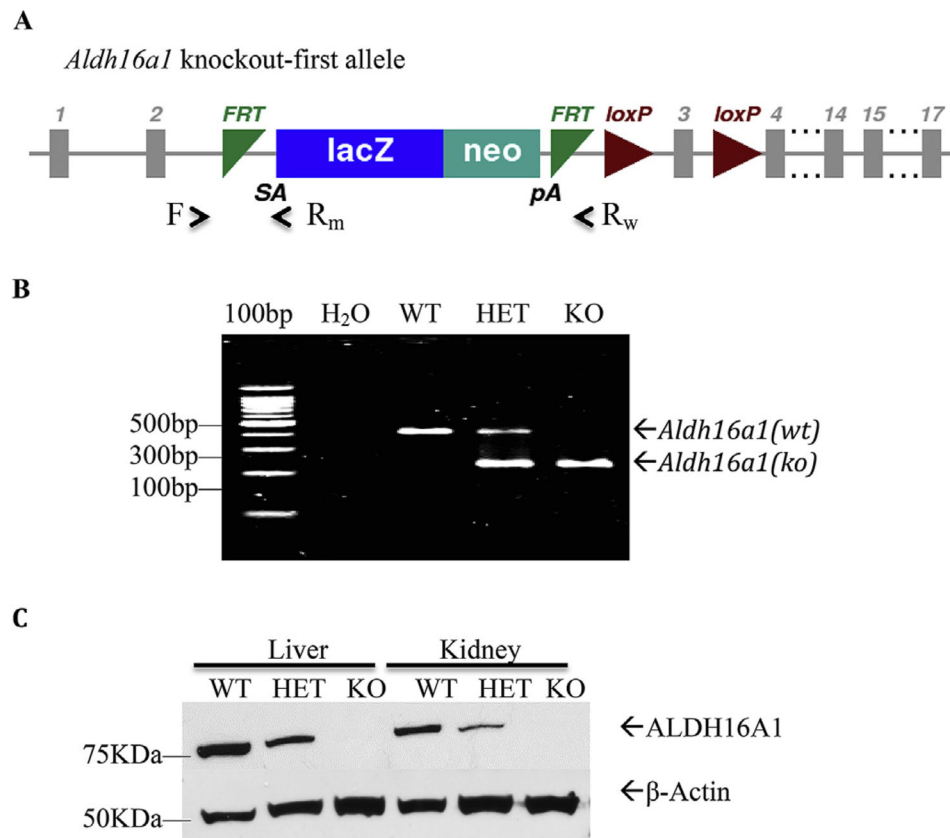 A
Aldh16a1 knockout-first allele
1 2 FRT FRT loxP 3 loxP 4 14 15 17
lacZ neo
SA pA
F Rm Rw
B
100bp H2O WT HET KO
500bp
←Aldh16a1(wt)
300bp
←Aldh16a1(ko)
100bp
C
Liver Kidney
WT HET KO WT HET KO
←ALDH16A1
75KDa
←β-Actin
50KDa